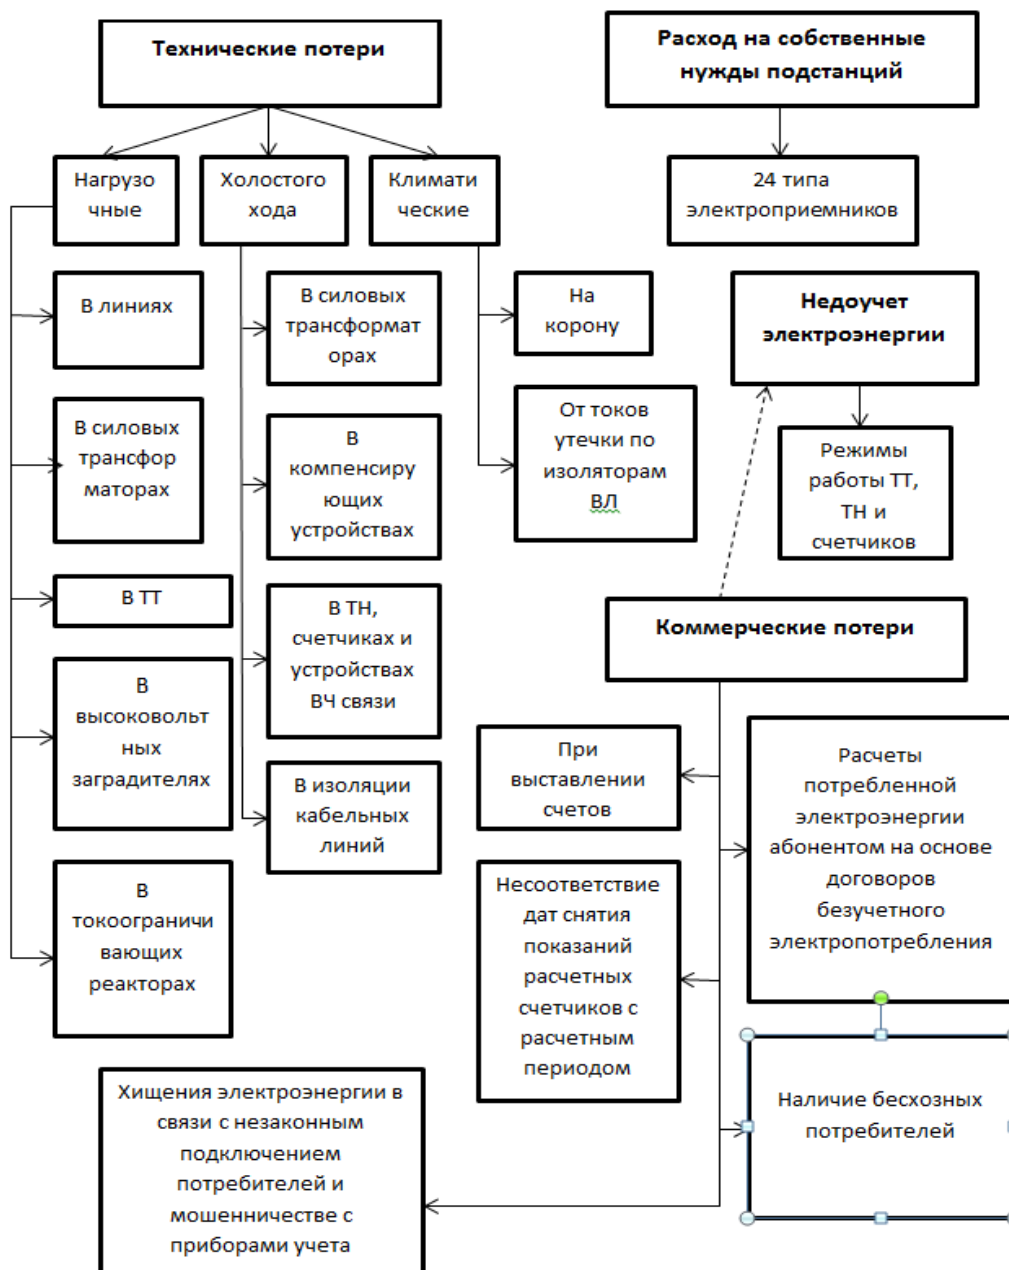 Технические потери
Расход на собственные
нужды подстанций
Нагрузо
чные
Холостого
хода
Климати
ческие
24 типа
электроприемников
В линиях
В силовых
трансформат
орах
На
корону
Недоучет
электроэнергии
В силовых
трансфор
маторах
В
компенсиру
ющих
устройствах
От токов
утечки по
изоляторам
ВЛ
Режимы
работы ТТ,
ТН и
счетчиков
В ТТ
В ТН,
счетчиках и
устройствах
ВЧ связи
Коммерческие потери
В
высоковольт
ных
заградителях
В изоляции
кабельных
линий
При
выставлении
счетов
Расчеты
потребленной
электроэнергии
абонентом на основе
договоров
безучетного
электропотребления
В
токоограничи
вающих
реакторах
Несоответствие
дат снятия
показаний
расчетных
счетчиков с
расчетным
периодом
Наличие бесхозных
потребителей
Хищения электроэнергии в
связи с незаконным
подключением
потребителей и
мошенничестве с
приборами учета